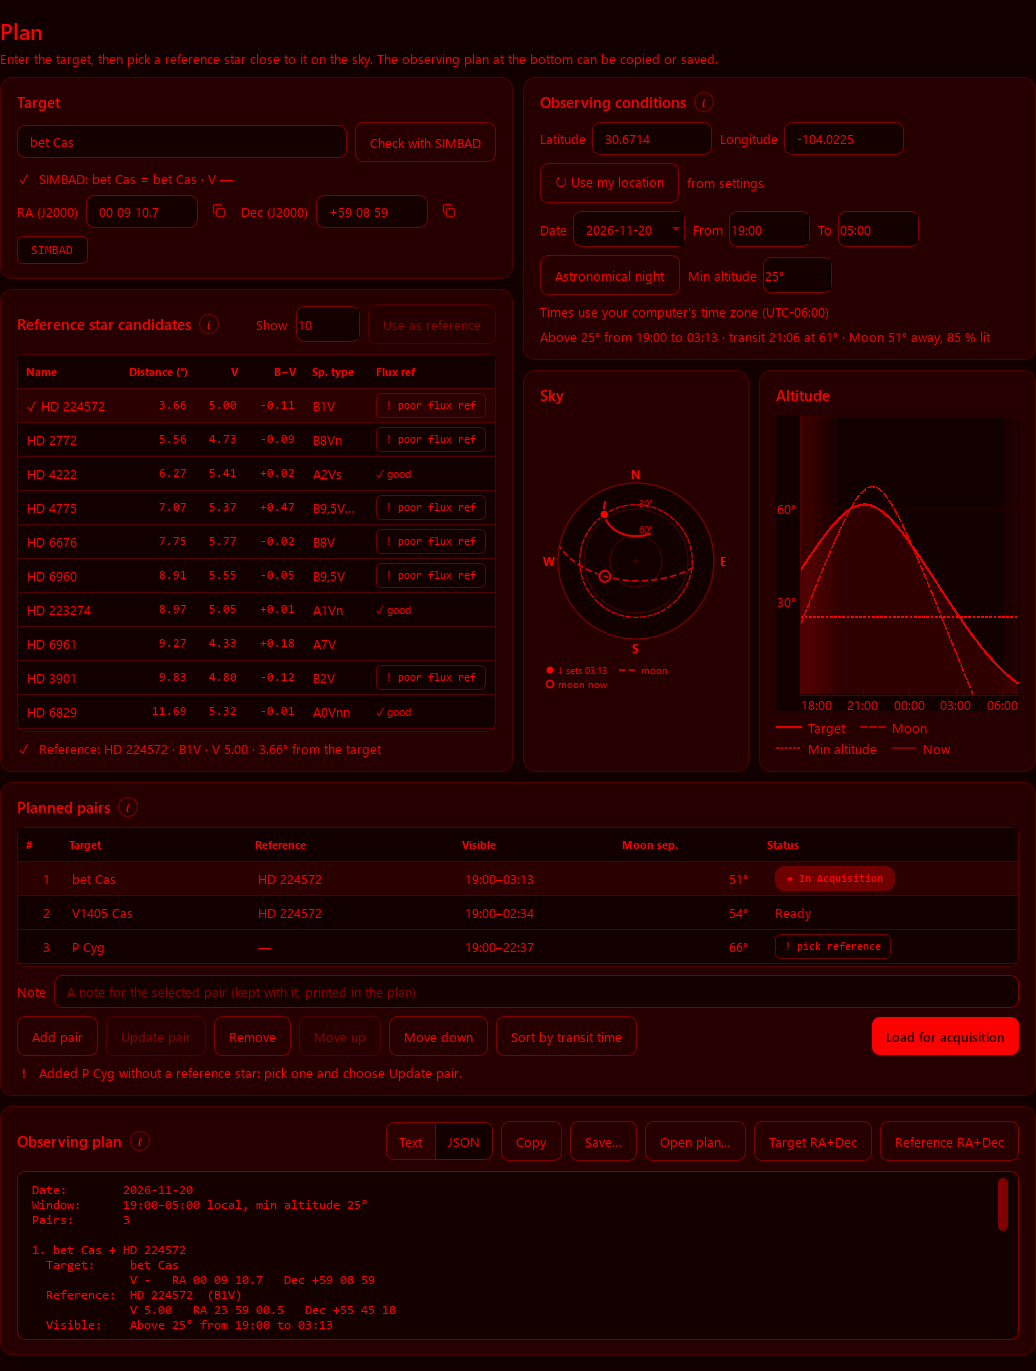 Plan
Enter the target, then pick a reference star close to it on the sky. The observing plan at the bottom can be copied or saved.
Target
bet Cas
Check with SIMBAD
✓ SIMBAD: bet Cas = bet Cas · V —
RA (J2000) 00 09 10.7 Dec (J2000) +59 08 59
SIMBAD
Reference star candidates i Show 10 Use as reference
Name Distance (°) V B−V Sp. type Flux ref
✓ HD 224572 3.66 5.00 -0.11 B1V ! poor flux ref
HD 2772 5.56 4.73 -0.09 B8Vn ! poor flux ref
HD 4222 6.27 5.41 +0.02 A2Vs ✓ good
HD 4775 7.07 5.37 +0.47 B9,5V... ! poor flux ref
HD 6676 7.75 5.77 -0.02 B8V ! poor flux ref
HD 6960 8.91 5.55 -0.05 B9,5V ! poor flux ref
HD 223274 8.97 5.05 +0.01 A1Vn ✓ good
HD 6961 9.27 4.33 +0.18 A7V
HD 3901 9.83 4.80 -0.12 B2V ! poor flux ref
HD 6829 11.69 5.32 -0.01 A0Vnn ✓ good
✓ Reference: HD 224572 · B1V · V 5.00 · 3.66° from the target
Observing conditions i
Latitude 30.6714 Longitude -104.0225
Use my location from settings
Date 2026-11-20 From 19:00 To 05:00
Astronomical night Min altitude 25°
Times use your computer's time zone (UTC-06:00)
Above 25° from 19:00 to 03:13 · transit 21:06 at 61° · Moon 51° away, 85 % lit
Sky
N
30°
60°
W E
S
↓ sets 03:13 moon
moon now
Altitude
60°
30°
18:00 21:00 00:00 03:00 06:00
Target Moon
Min altitude Now
Planned pairs i
# Target Reference Visible Moon sep. Status
1 bet Cas HD 224572 19:00–03:13 51° ● In Acquisition
2 V1405 Cas HD 224572 19:00–02:34 54° Ready
3 P Cyg — 19:00–22:37 66° ! pick reference
Note A note for the selected pair (kept with it, printed in the plan)
Add pair Update pair Remove Move up Move down Sort by transit time Load for acquisition
! Added P Cyg without a reference star: pick one and choose Update pair.
Observing plan i Text JSON Copy Save... Open plan... Target RA+Dec Reference RA+Dec
Date: 2026-11-20
Window: 19:00–05:00 local, min altitude 25°
Pairs: 3
1. bet Cas + HD 224572
Target: bet Cas
V - RA 00 09 10.7 Dec +59 08 59
Reference: HD 224572 (B1V)
V 5.00 RA 23 59 00.5 Dec +55 45 18
Visible: Above 25° from 19:00 to 03:13